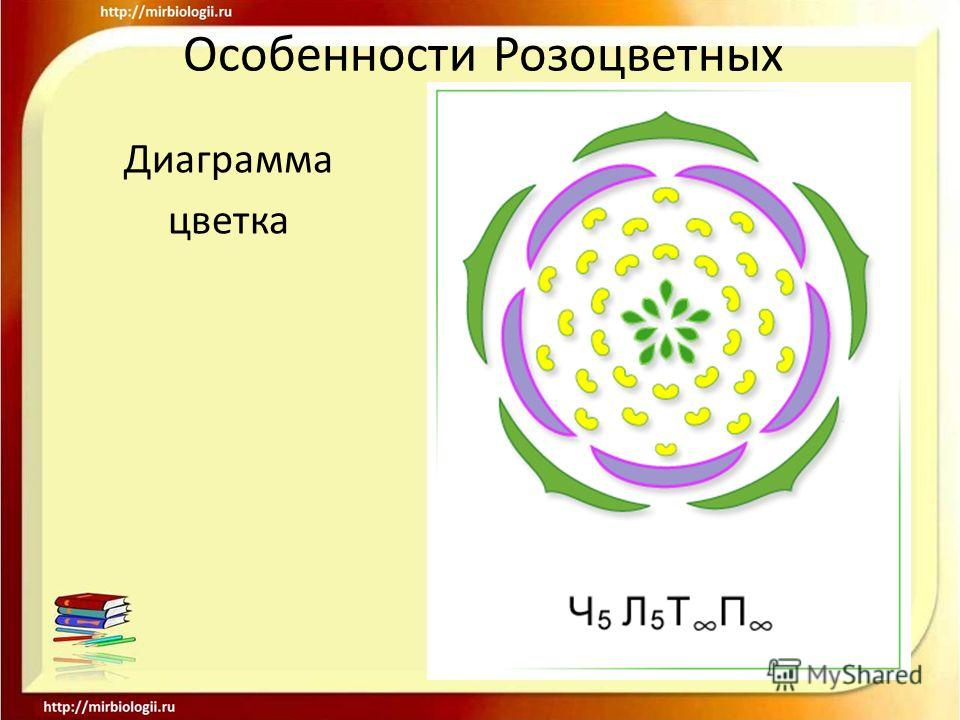 http://mirbiologii.ru
Особенности Розоцветных
Диаграмма
цветка
Ч₅ Л₅Т∞П∞
MyShared
http://mirbiologii.ru